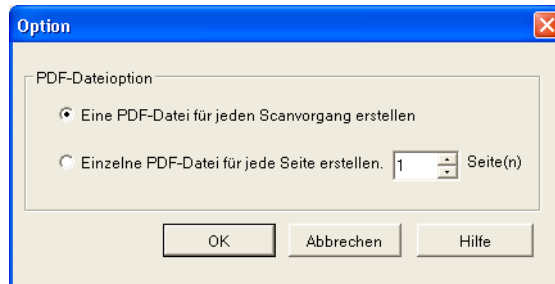 Option
PDF-Dateioption
Eine PDF-Datei für jeden Scanvorgang erstellen
Einzelne PDF-Datei für jede Seite erstellen. 1 Seite(n)
OK Abbrechen Hilfe